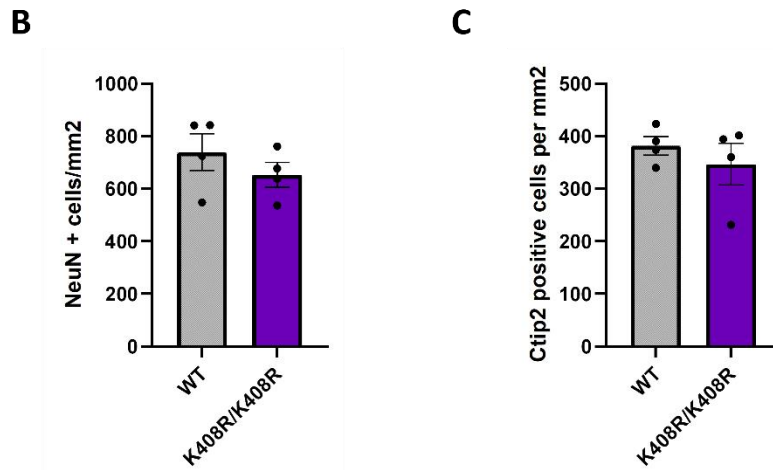 B
NeuN + cells/mm2
1000
800
600
400
200
0
WT
K408R/K408R
C
Ctip2 positive cells per mm2
500
400
300
200
100
0
WT
K408R/K408R